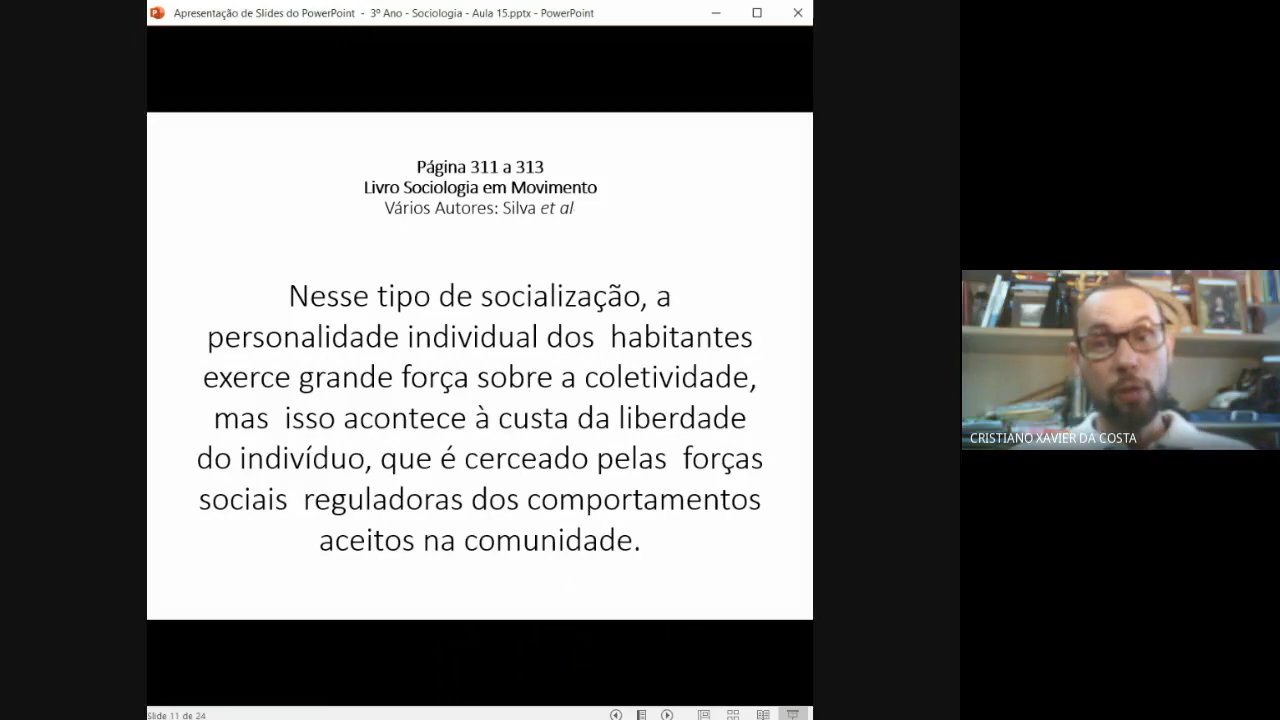 Apresentação de Slides do PowerPoint - 3º Ano - Sociologia - Aula 15.pptx - PowerPoint
Página 311 a 313
Livro Sociologia em Movimento
Vários Autores: Silva et al
Nesse tipo de socialização, a
personalidade individual dos habitantes
exerce grande força sobre a coletividade,
mas isso acontece à custa da liberdade
do indivíduo, que é cerceado pelas forças
sociais reguladoras dos comportamentos
aceitos na comunidade.
CRISTIANO XAVIER DA COSTA
Slide 11 de 24